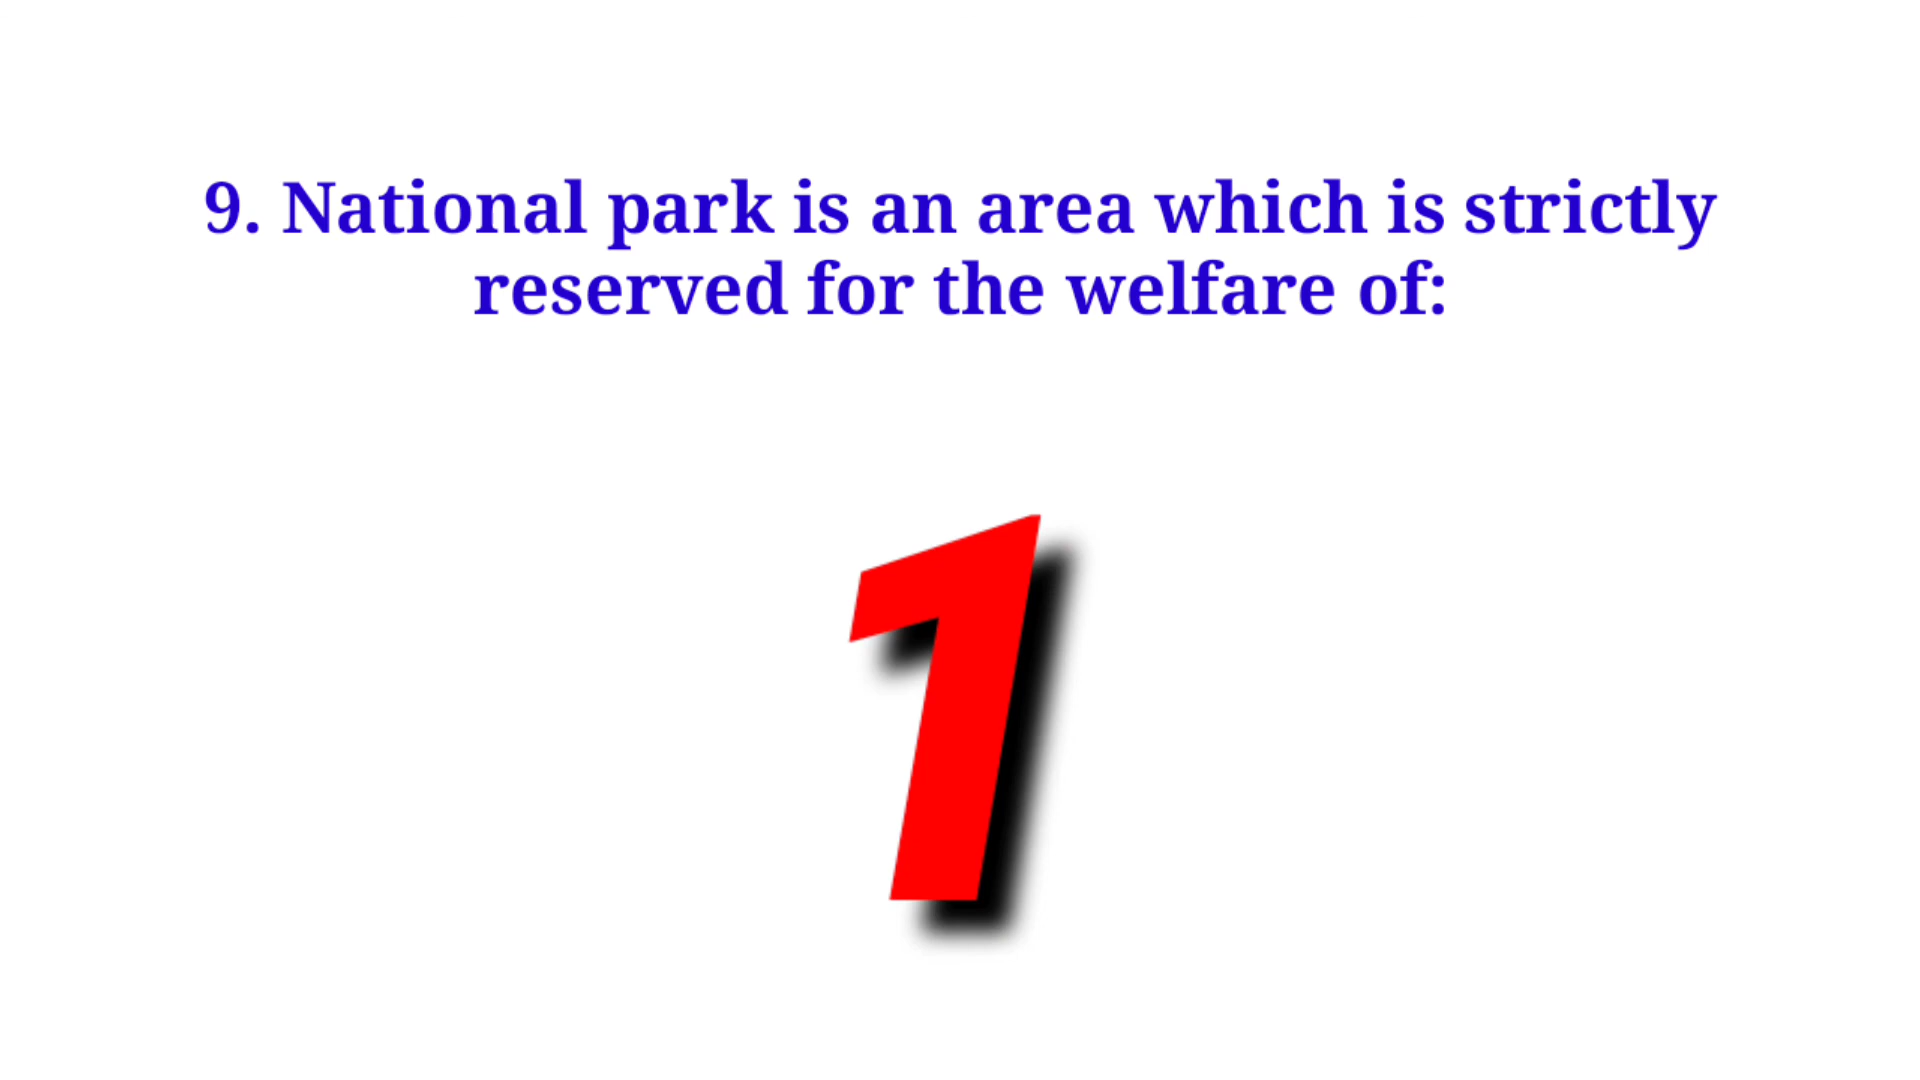 9. National park is an area which is strictly
reserved for the welfare of:
1